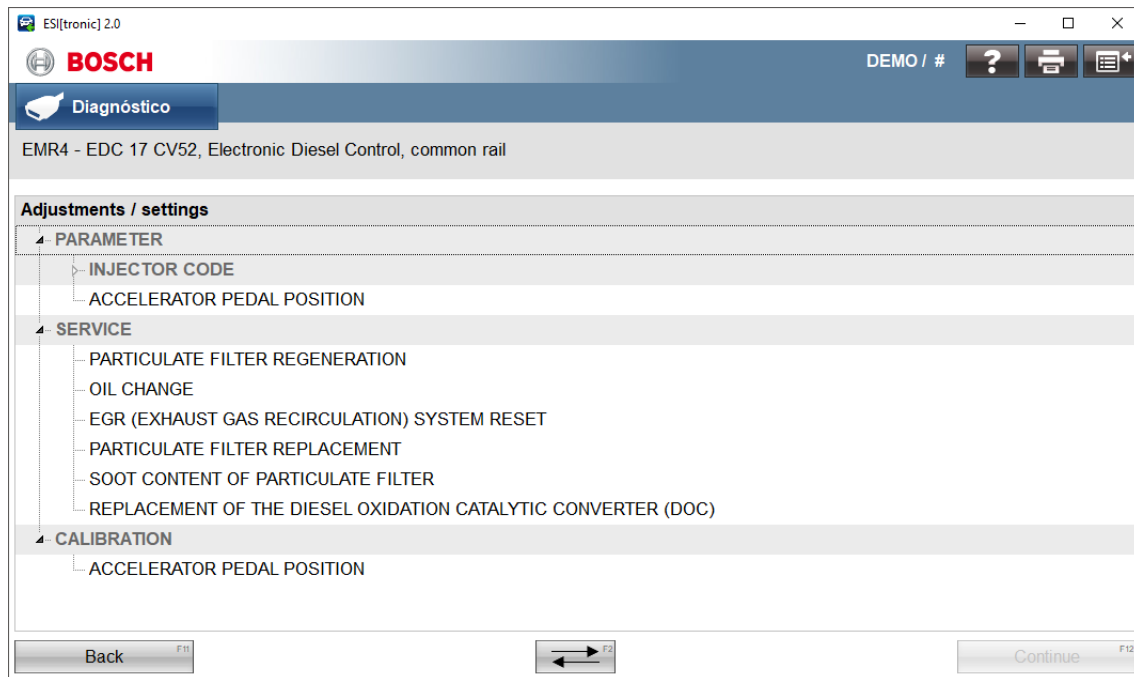 ESI[tronic] 2.0
BOSCH
DEMO / #
?
Diagnóstico
EMR4 - EDC 17 CV52, Electronic Diesel Control, common rail
Adjustments / settings
PARAMETER
INJECTOR CODE
ACCELERATOR PEDAL POSITION
SERVICE
PARTICULATE FILTER REGENERATION
OIL CHANGE
EGR (EXHAUST GAS RECIRCULATION) SYSTEM RESET
PARTICULATE FILTER REPLACEMENT
SOOT CONTENT OF PARTICULATE FILTER
REPLACEMENT OF THE DIESEL OXIDATION CATALYTIC CONVERTER (DOC)
CALIBRATION
ACCELERATOR PEDAL POSITION
Back F11
F2
Continue F12